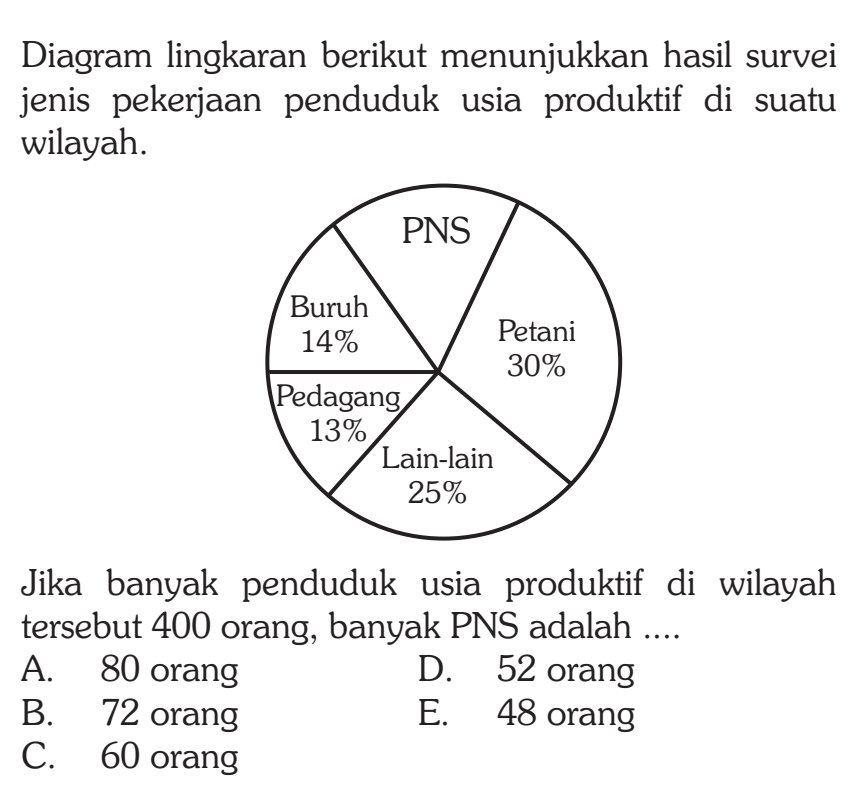 Diagram lingkaran berikut menunjukkan hasil survei
jenis pekerjaan penduduk usia produktif di suatu
wilayah.
PNS
Buruh
14%
Petani
30%
Pedagang
13%
Lain-lain
25%
Jika banyak penduduk usia produktif di wilayah
tersebut 400 orang, banyak PNS adalah ....
A. 80 orang
B. 72 orang
C. 60 orang
D. 52 orang
E. 48 orang